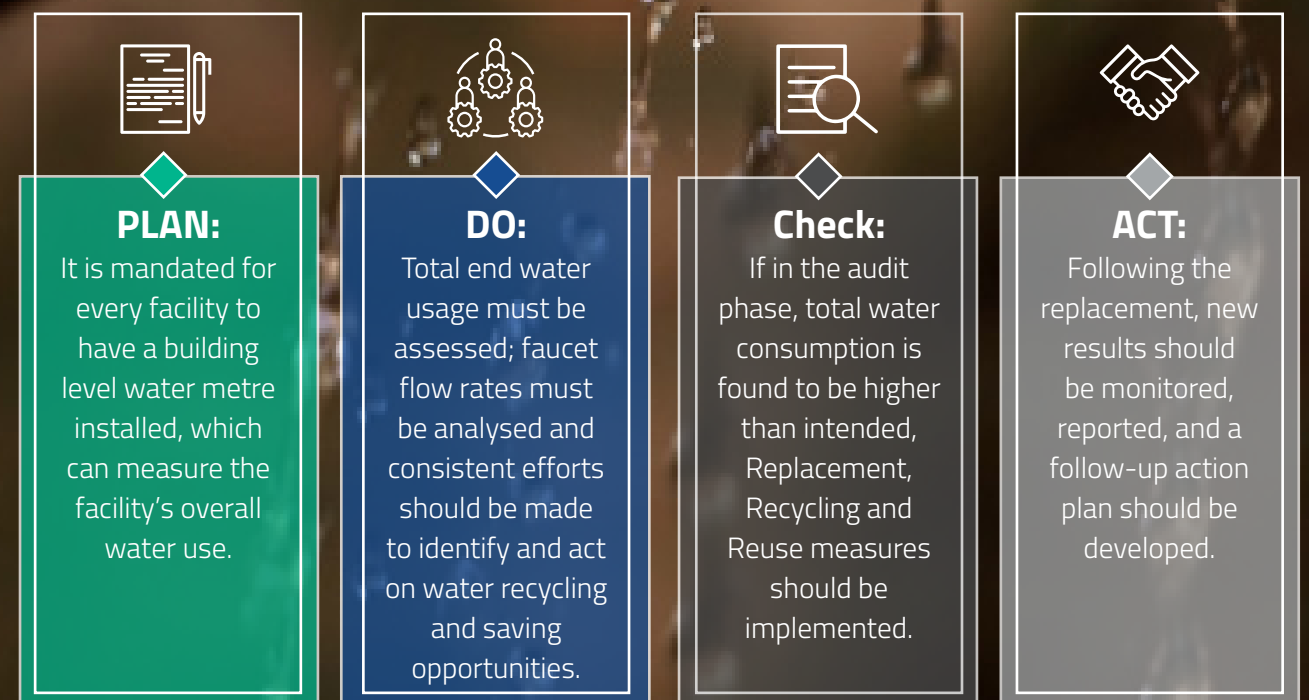 PLAN:
It is mandated for
every facility to
have a building
level water metre
installed, which
can measure the
facility's overall
water use.
DO:
Total end water
usage must be
assessed; faucet
flow rates must
be analysed and
consistent efforts
should be made
to identify and act
on water recycling
and saving
opportunities.
Check:
If in the audit
phase, total water
consumption is
found to be higher
than intended,
Replacement,
Recycling and
Reuse measures
should be
implemented.
ACT:
Following the
replacement, new
results should
be monitored,
reported, and a
follow-up action
plan should be
developed.